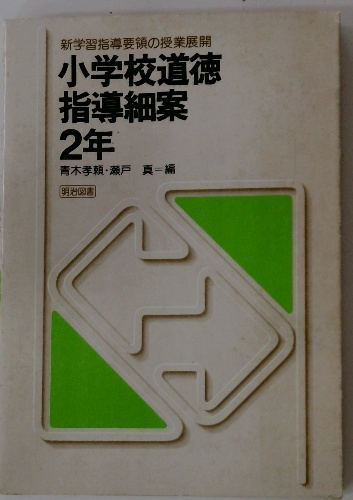 新学習指導要領の授業展開
小学校道徳
指導細案
2年
青木孝頼・瀬戸 真=編
明治図書